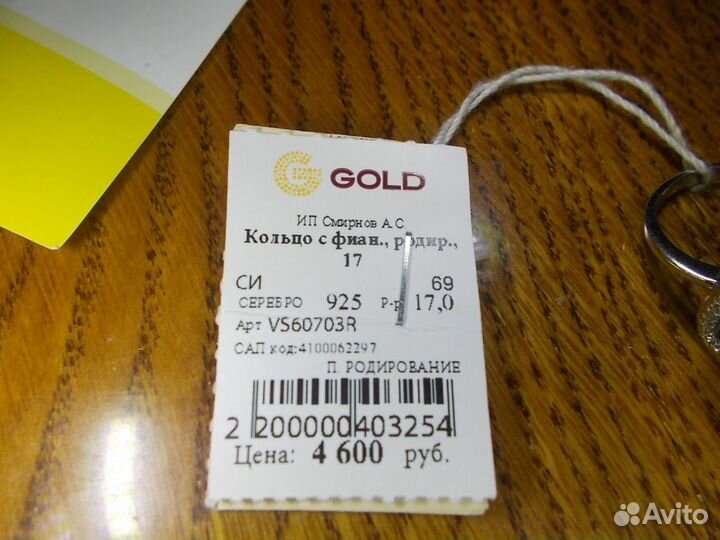 GOLD
ИП Смирнов А.С.
Кольцо с фиан., родир.,
17
СИ 69
СЕРЕБРО 925 Р-р 17,0
Арт VS60703R
САП код:4100062297
П. РОДИРОВАНИЕ
2 200000 403254
Цена: 4 600 руб.
Avito